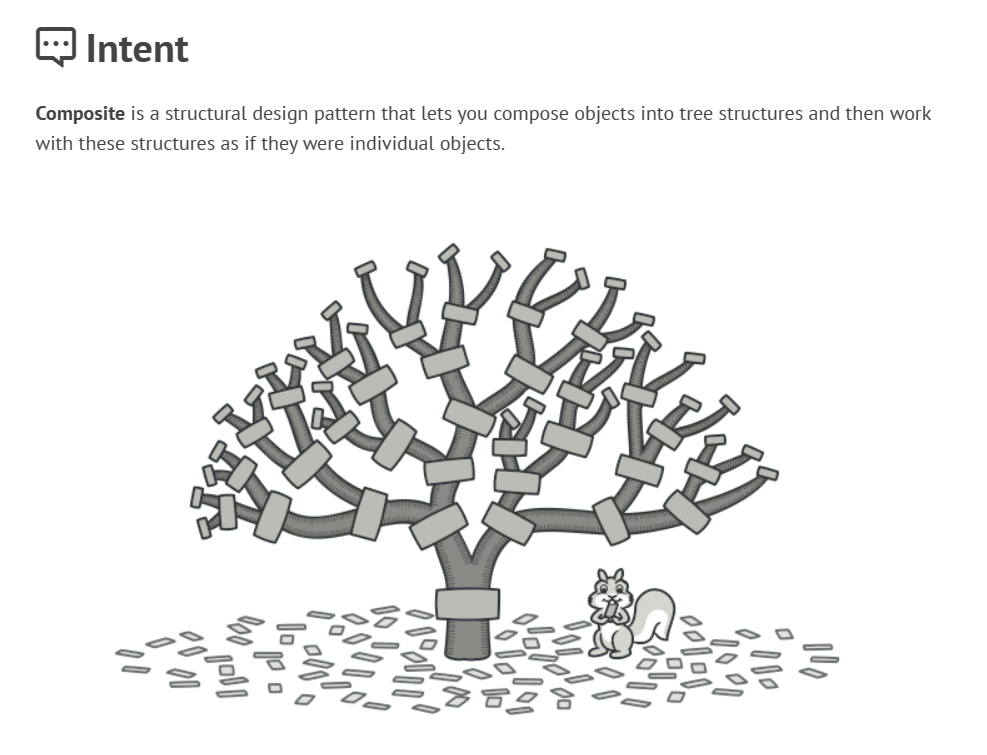 Intent
Composite is a structural design pattern that lets you compose objects into tree structures and then work
with these structures as if they were individual objects.